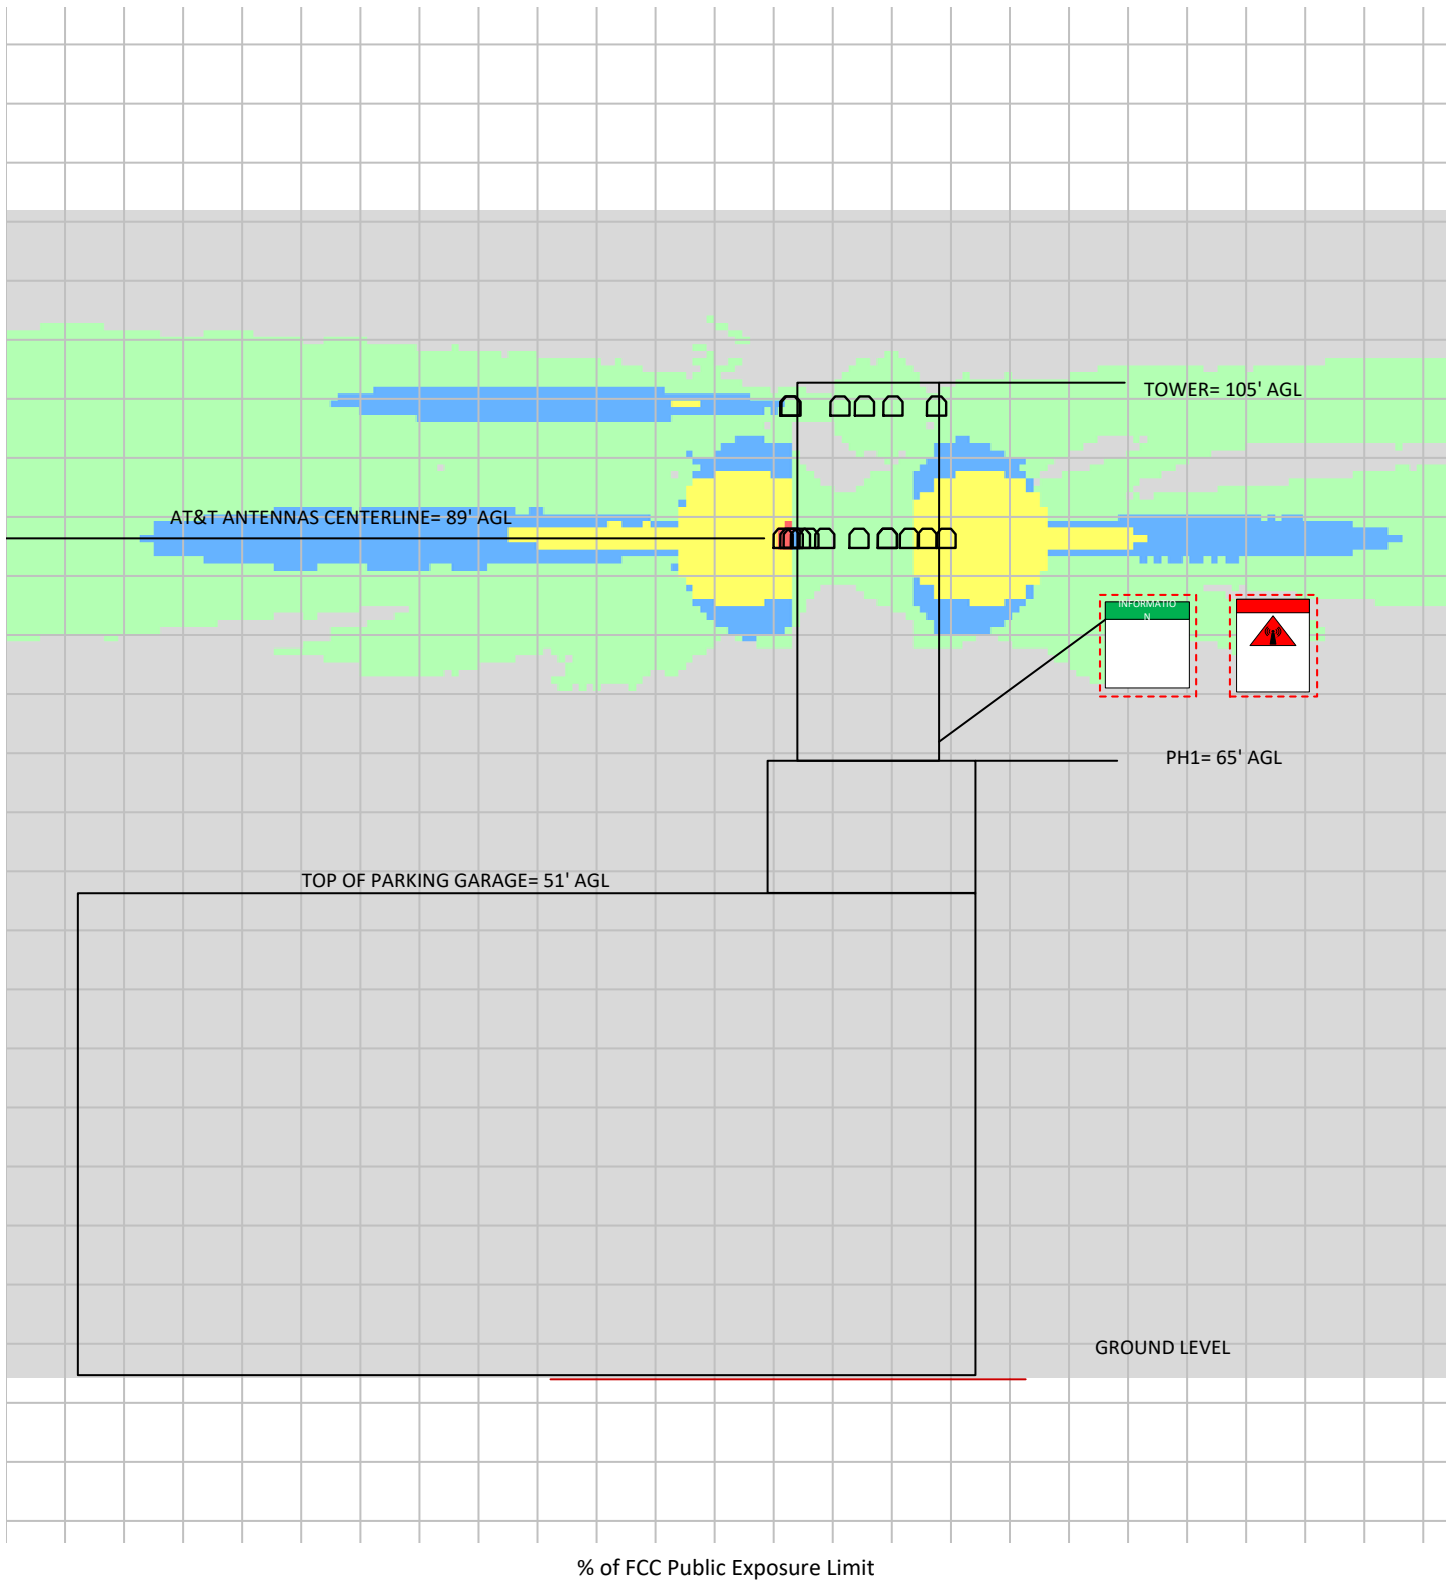 TOWER= 105' AGL
AT&T ANTENNAS CENTERLINE= 89' AGL
INFORMATIO
N
PH1= 65' AGL
TOP OF PARKING GARAGE= 51' AGL
GROUND LEVEL
% of FCC Public Exposure Limit